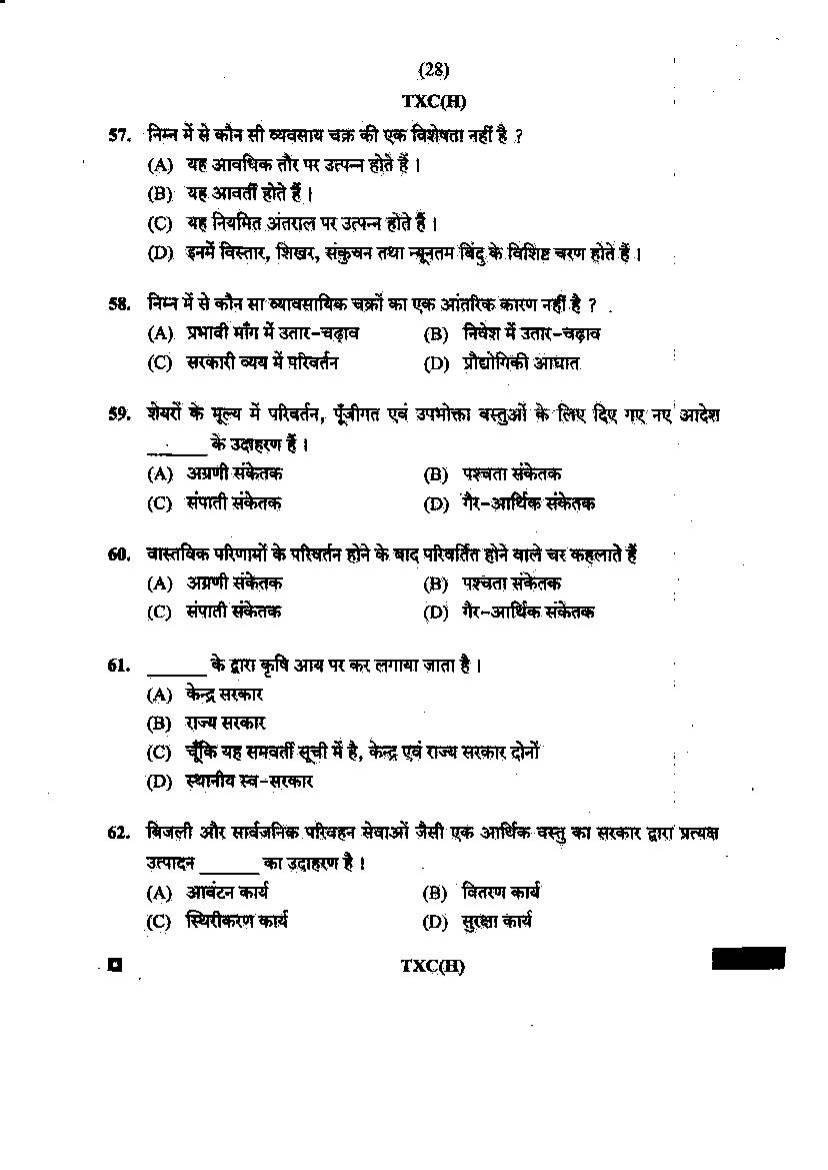 (28)
TXC(H)
57. निम्न में से कौन सी व्यवसाय चक्र की एक विशेषता नहीं है ?
(A) यह आवधिक तौर पर उत्पन्न होते हैं ।
(B) यह आवर्ती होते हैं ।
(C) यह नियमित अंतराल पर उत्पन्न होते हैं ।
(D) इनमें विस्तार, शिखर, संकुचन तथा न्यूनतम बिंदु के विशिष्ट चरण होते हैं ।
58. निम्न में से कौन सा व्यावसायिक चक्रों का एक आंतरिक कारण नहीं है ?
(A) प्रभावी माँग में उतार-चढ़ाव (B) निवेश में उतार-चढ़ाव
(C) सरकारी व्यय में परिवर्तन (D) प्रौद्योगिकी आघात
59. शेयरों के मूल्य में परिवर्तन, पूँजीगत एवं उपभोक्ता वस्तुओं के लिए दिए गए नए आदेश
______ के उदाहरण हैं ।
(A) अग्रणी संकेतक (B) पश्चता संकेतक
(C) संपाती संकेतक (D) गैर-आर्थिक संकेतक
60. वास्तविक परिणामों के परिवर्तन होने के बाद परिवर्तित होने वाले चर कहलाते हैं
(A) अग्रणी संकेतक (B) पश्चता संकेतक
(C) संपाती संकेतक (D) गैर-आर्थिक संकेतक
61. ______ के द्वारा कृषि आय पर कर लगाया जाता है ।
(A) केन्द्र सरकार
(B) राज्य सरकार
(C) चूँकि यह समवर्ती सूची में है, केन्द्र एवं राज्य सरकार दोनों
(D) स्थानीय स्व-सरकार
62. बिजली और सार्वजनिक परिवहन सेवाओं जैसी एक आर्थिक वस्तु का सरकार द्वारा प्रत्यक्ष
उत्पादन ______ का उदाहरण है ।
(A) आवंटन कार्य (B) वितरण कार्य
(C) स्थिरीकरण कार्य (D) सुरक्षा कार्य
TXC(H)